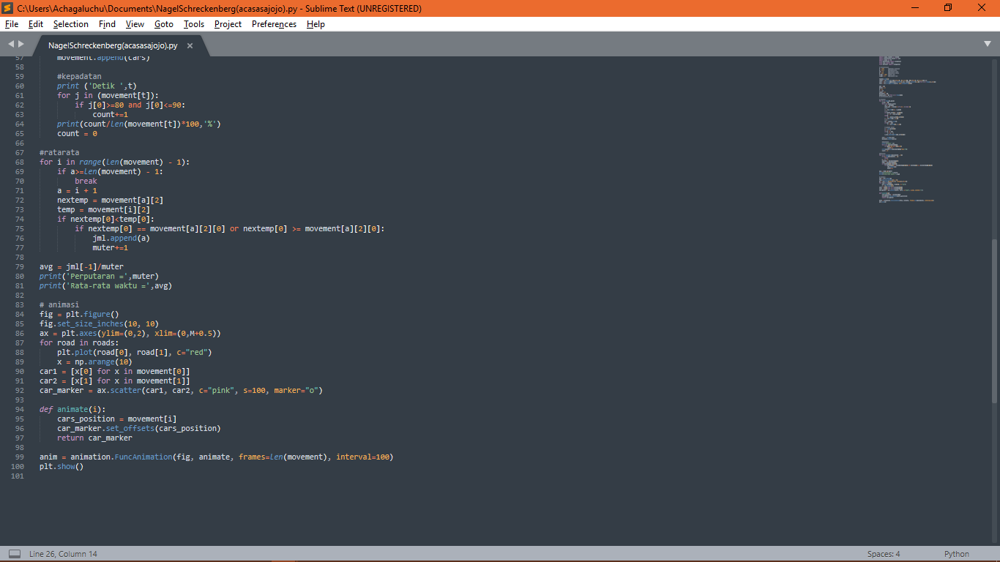 C:\Users\Achagaluchu\Documents\NagelSchreckenberg(acasasajojo).py - Sublime Text (UNREGISTERED)
File Edit Selection Find View Goto Tools Project Preferences Help
NagelSchreckenberg(acasasajojo).py ×
57 movement.append(cars)
58
59 #kepadatan
60 print ('Detik ',t)
61 for j in (movement[t]):
62 if j[0]>=80 and j[0]<=90:
63 count+=1
64 print(count/len(movement[t])*100,'%')
65 count = 0
66
67 #ratarata
68 for i in range(len(movement) - 1):
69 if a>=len(movement) - 1:
70 break
71 a = i + 1
72 nextemp = movement[a][2]
73 temp = movement[i][2]
74 if nextemp[0]<temp[0]:
75 if nextemp[0] == movement[a][2][0] or nextemp[0] >= movement[a][2][0]:
76 jml.append(a)
77 muter+=1
78
79 avg = jml[-1]/muter
80 print('Perputaran =',muter)
81 print('Rata-rata waktu =',avg)
82
83 # animasi
84 fig = plt.figure()
85 fig.set_size_inches(10, 10)
86 ax = plt.axes(ylim=(0,2), xlim=(0,M+0.5))
87 for road in roads:
88 plt.plot(road[0], road[1], c="red")
89 x = np.arange(10)
90 car1 = [x[0] for x in movement[0]]
91 car2 = [x[1] for x in movement[1]]
92 car_marker = ax.scatter(car1, car2, c="pink", s=100, marker="o")
93
94 def animate(i):
95 cars_position = movement[i]
96 car_marker.set_offsets(cars_position)
97 return car_marker
98
99 anim = animation.FuncAnimation(fig, animate, frames=len(movement), interval=100)
100 plt.show()
101
Line 26, Column 14 Spaces: 4 Python